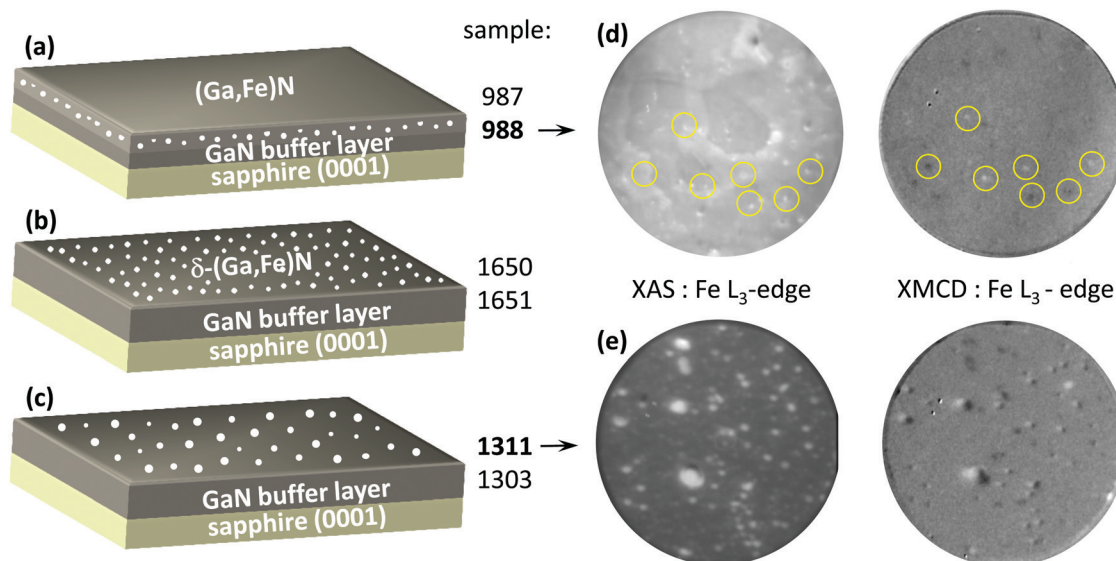 sample:
(a)
(Ga,Fe)N
GaN buffer layer
sapphire (0001)
987
988
(b)
δ-(Ga,Fe)N
GaN buffer layer
sapphire (0001)
1650
1651
(c)
GaN buffer layer
sapphire (0001)
1311
1303
(d)
XAS : Fe L₃-edge
XMCD : Fe L₃ - edge
(e)